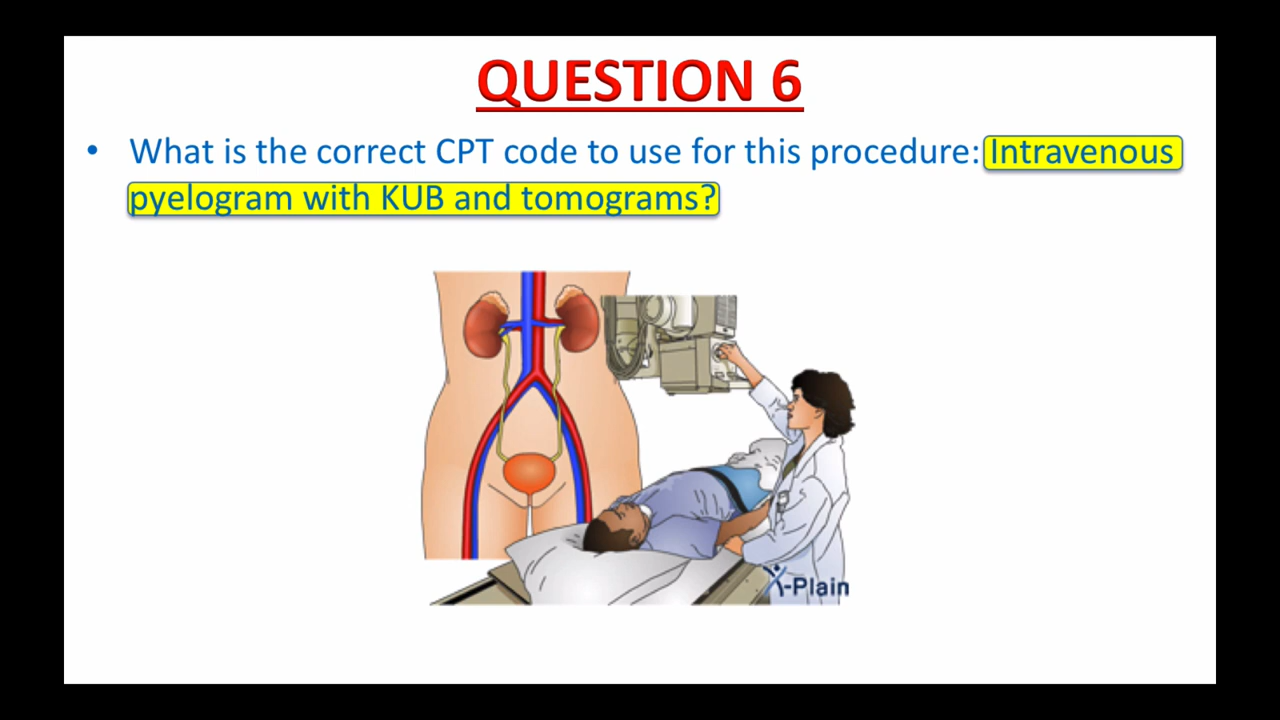 QUESTION 6
• What is the correct CPT code to use for this procedure: Intravenous
pyelogram with KUB and tomograms?
X-Plain